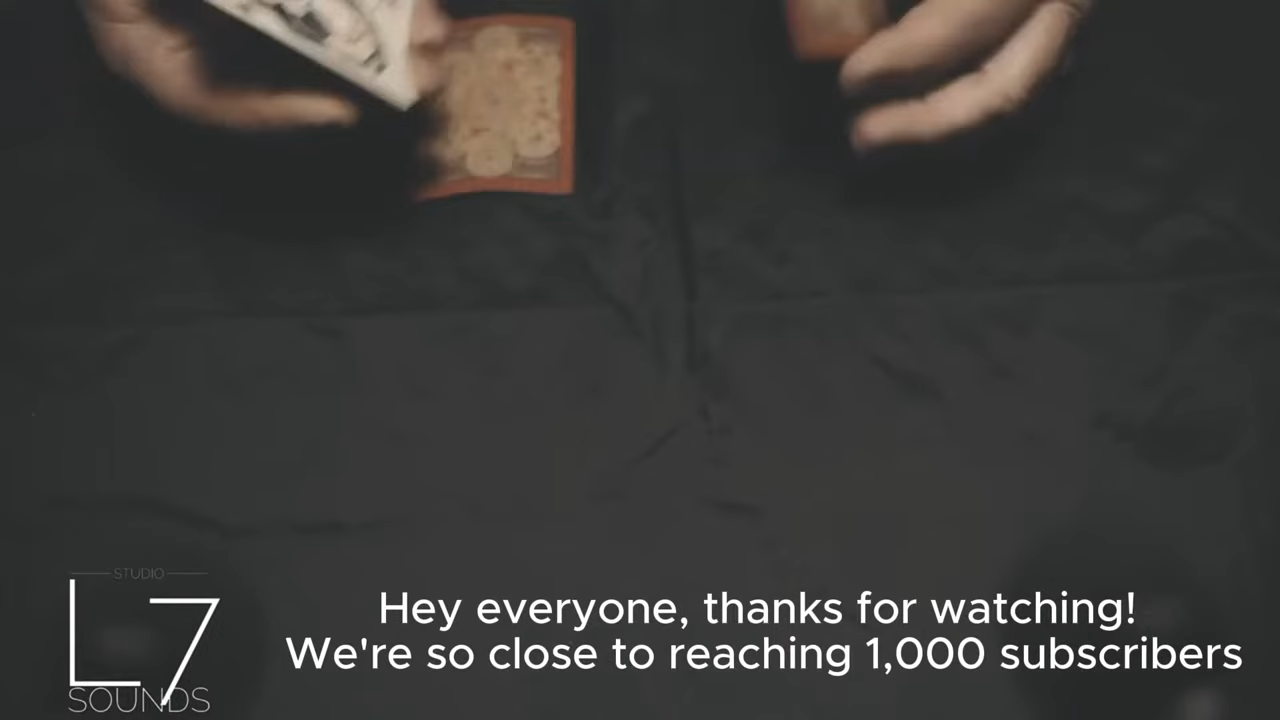 STUDIO
L7
SOUNDS
Hey everyone, thanks for watching!
We're so close to reaching 1,000 subscribers